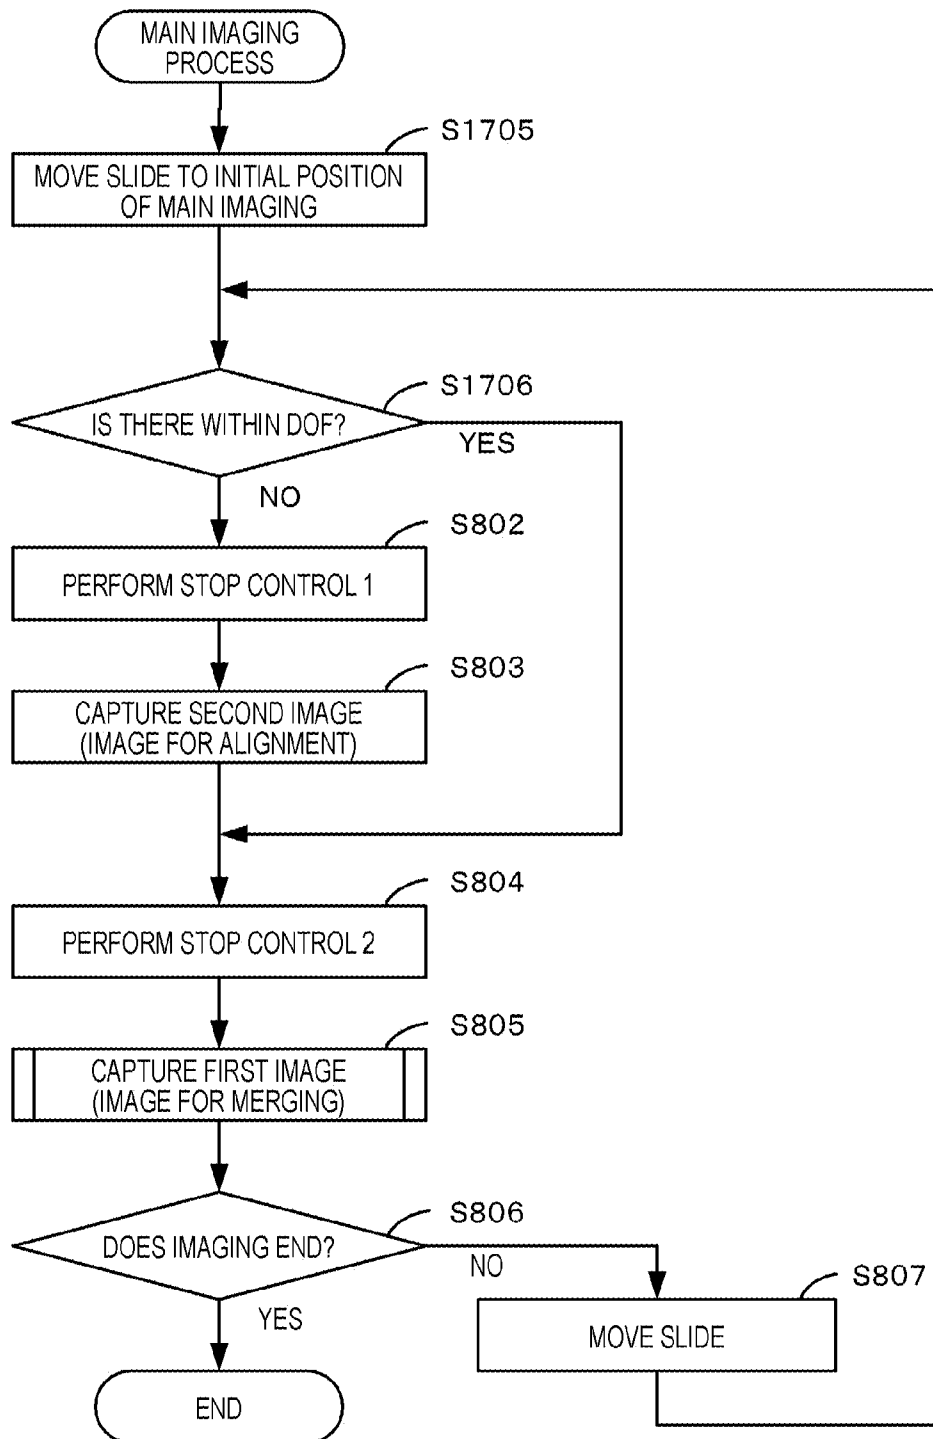 MAIN IMAGING
PROCESS
S1705
MOVE SLIDE TO INITIAL POSITION
OF MAIN IMAGING
S1706
IS THERE WITHIN DOF?
YES
NO
S802
PERFORM STOP CONTROL 1
S803
CAPTURE SECOND IMAGE
(IMAGE FOR ALIGNMENT)
S804
PERFORM STOP CONTROL 2
S805
CAPTURE FIRST IMAGE
(IMAGE FOR MERGING)
S806
DOES IMAGING END?
NO
YES
S807
MOVE SLIDE
END